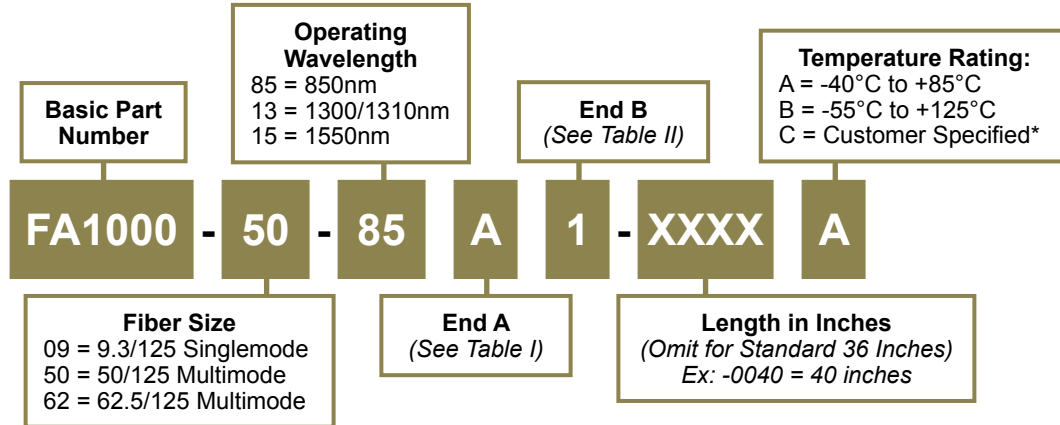 Basic Part
Number
Operating
Wavelength
85 = 850nm
13 = 1300/1310nm
15 = 1550nm
End B
(See Table II)
Temperature Rating:
A = -40°C to +85°C
B = -55°C to +125°C
C = Customer Specified*
FA1000 - 50 - 85 A 1 - XXXX A
Fiber Size
09 = 9.3/125 Singlemode
50 = 50/125 Multimode
62 = 62.5/125 Multimode
End A
(See Table I)
Length in Inches
(Omit for Standard 36 Inches)
Ex: -0040 = 40 inches